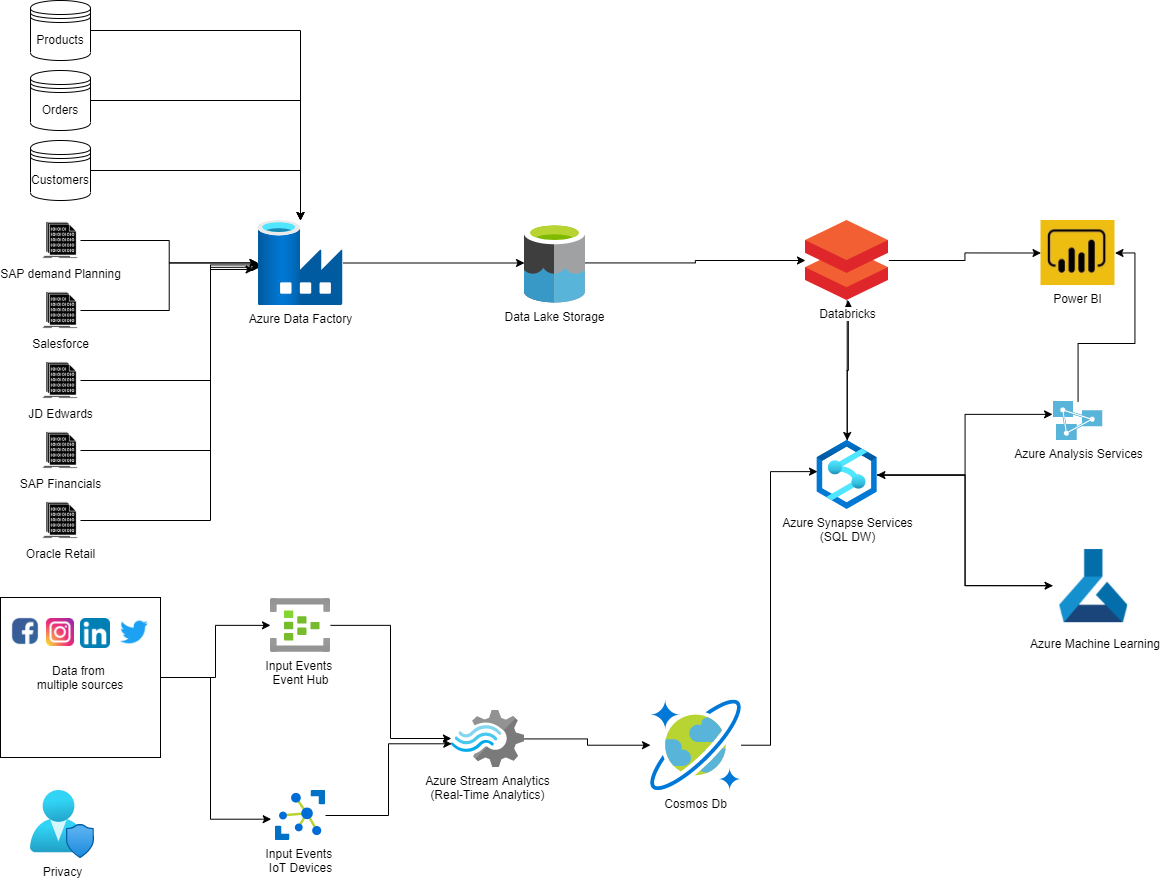 Products
Orders
Customers
SAP demand Planning
Salesforce
JD Edwards
SAP Financials
Oracle Retail
Azure Data Factory
Data Lake Storage
Databricks
Power BI
Azure Analysis Services
Azure Synapse Services
(SQL DW)
Azure Machine Learning
Data from
multiple sources
Input Events
Event Hub
Azure Stream Analytics
(Real-Time Analytics)
Cosmos Db
Input Events
IoT Devices
Privacy